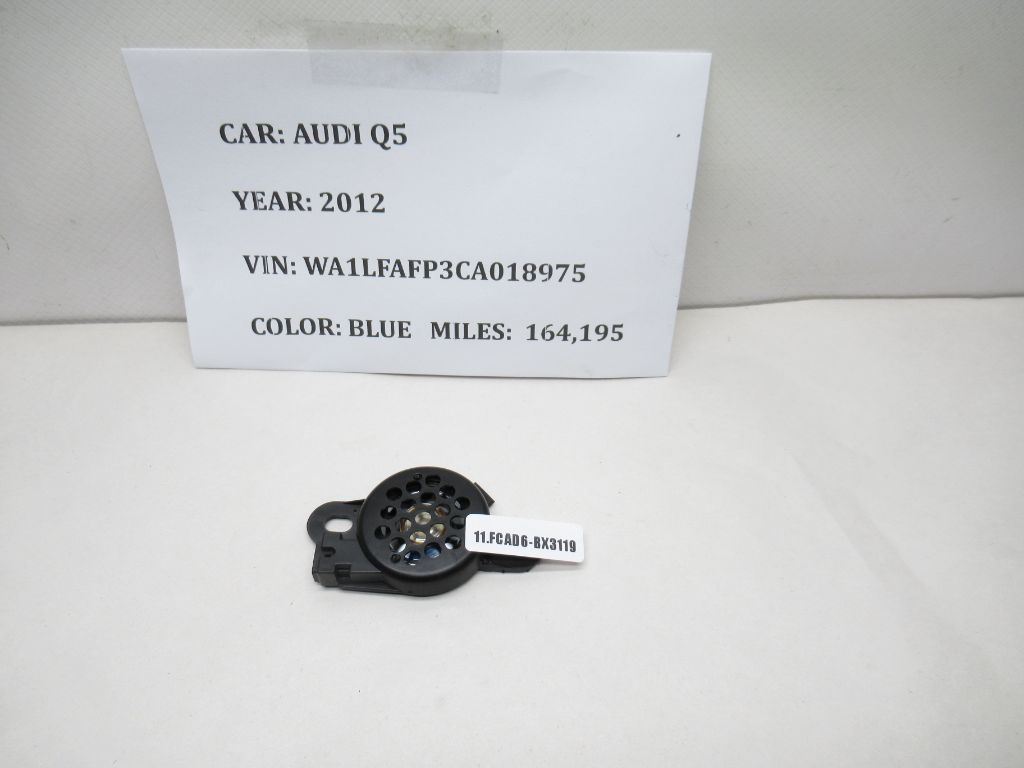 CAR: AUDI Q5
YEAR: 2012
VIN: WA1LFAFP3CA018975
COLOR: BLUE MILES: 164,195
11.FCAD6-BX3119